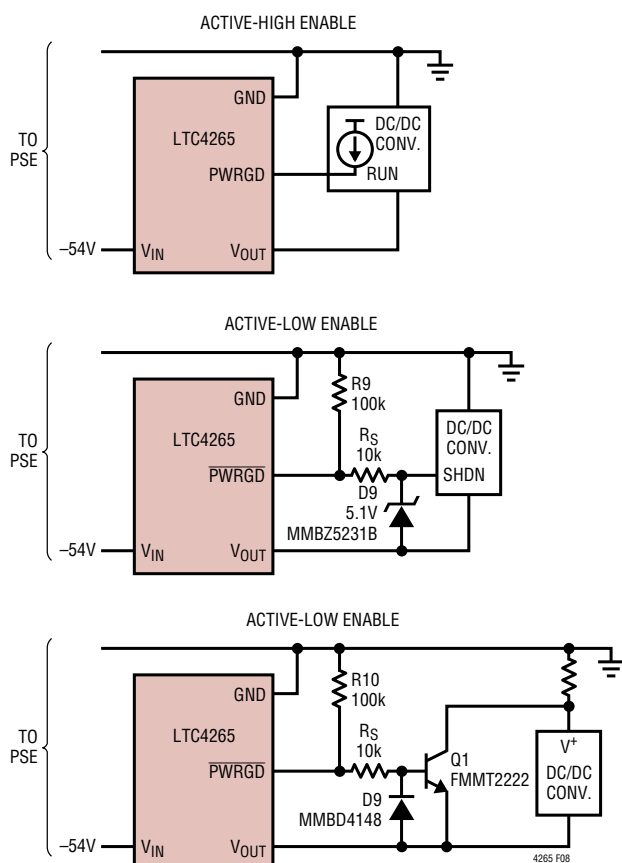 ACTIVE-HIGH ENABLE
TO
PSE
–54V
LTC4265
GND
PWRGD
VIN
VOUT
DC/DC
CONV.
RUN
ACTIVE-LOW ENABLE
TO
PSE
–54V
LTC4265
GND
PWRGD
VIN
VOUT
R9
100k
RS
10k
D9
5.1V
MMBZ5231B
DC/DC
CONV.
SHDN
ACTIVE-LOW ENABLE
TO
PSE
–54V
LTC4265
GND
PWRGD
VIN
VOUT
R10
100k
RS
10k
D9
MMBD4148
Q1
FMMT2222
V+
DC/DC
CONV.
4265 F08